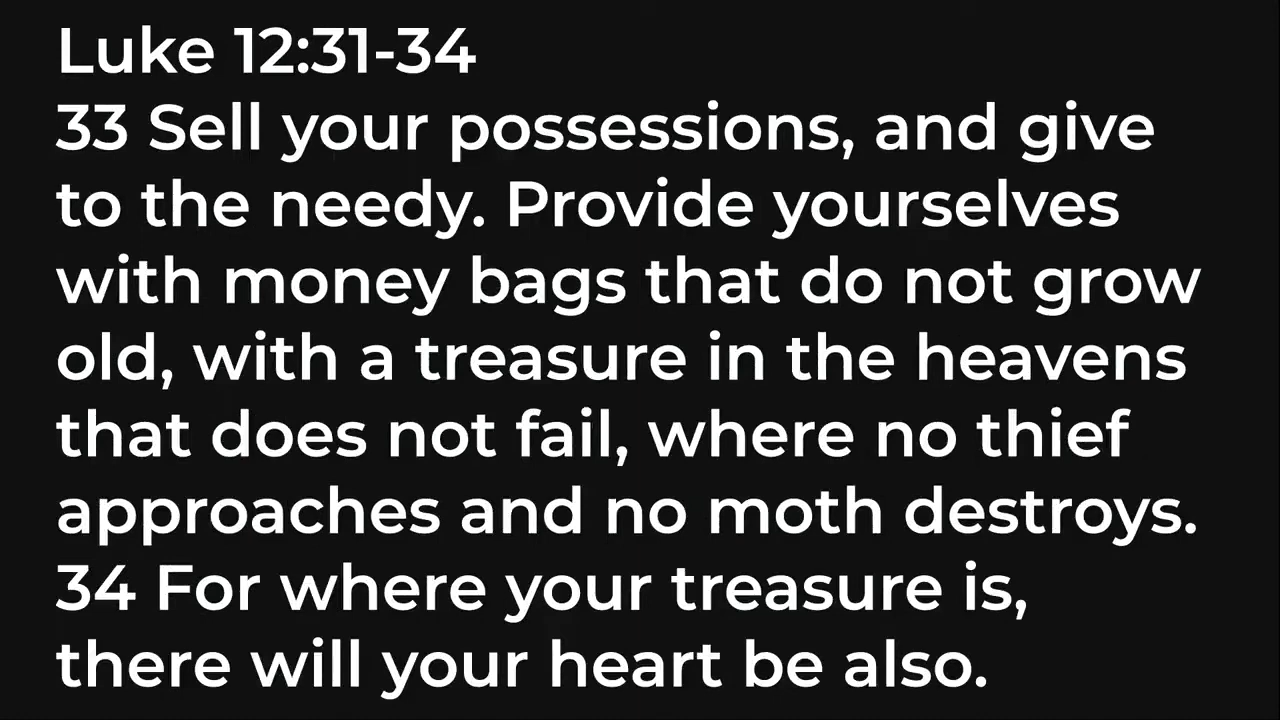 Luke 12:31-34
33 Sell your possessions, and give
to the needy. Provide yourselves
with money bags that do not grow
old, with a treasure in the heavens
that does not fail, where no thief
approaches and no moth destroys.
34 For where your treasure is,
there will your heart be also.